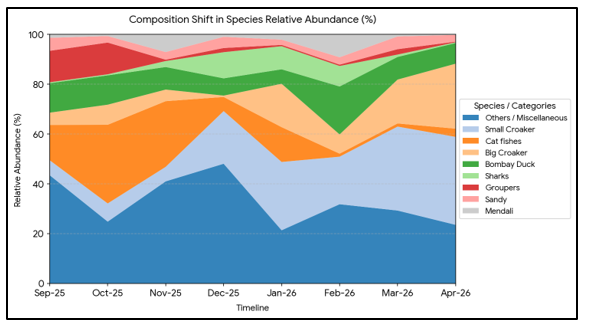 Composition Shift in Species Relative Abundance (%)
100
80
60
40
20
0
Relative Abundance (%)
Sep-25 Oct-25 Nov-25 Dec-25 Jan-26 Feb-26 Mar-26 Apr-26
Timeline
Species / Categories
Others / Miscellaneous
Small Croaker
Cat fishes
Big Croaker
Bombay Duck
Sharks
Groupers
Sandy
Mendali